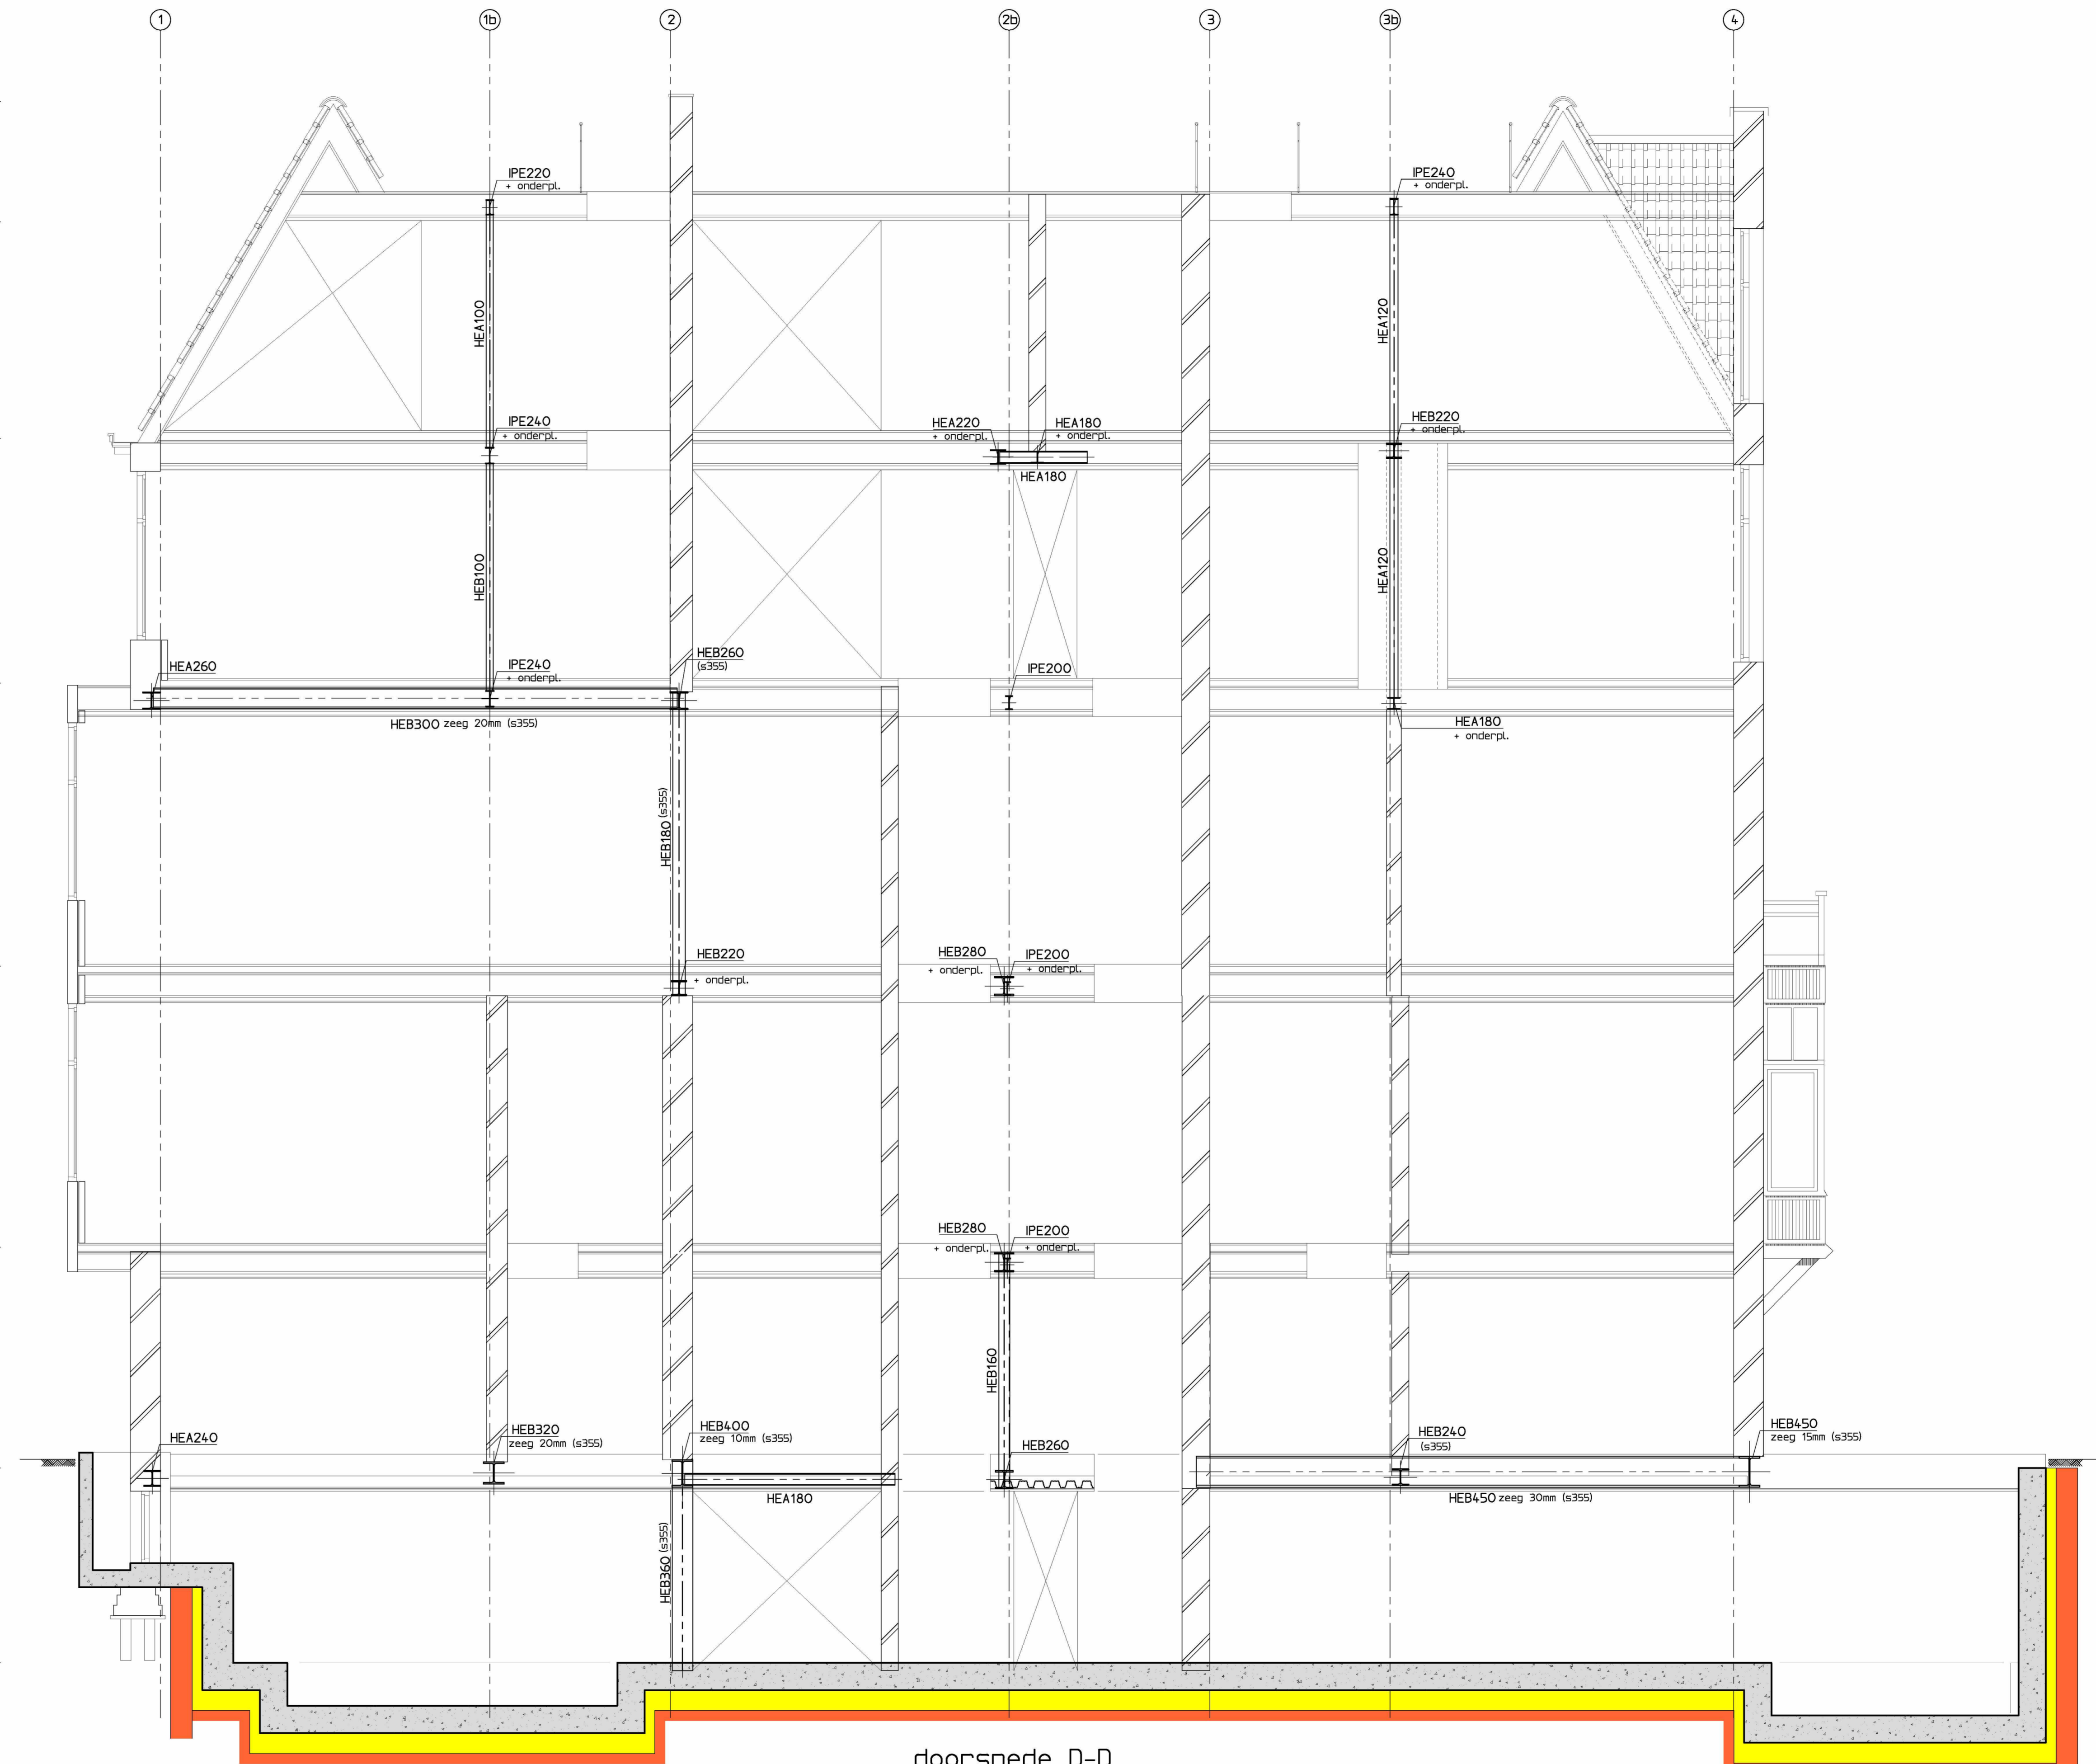 1
1b
2
2b
3
3b
4
IPE220
+ onderpl.
IPE240
+ onderpl.
HEA100
HEA120
IPE240
+ onderpl.
HEA220
+ onderpl.
HEA180
+ onderpl.
HEA180
HEB220
+ onderpl.
HEB100
HEA120
HEA260
IPE240
+ onderpl.
HEB260
(s355)
IPE200
HEB300 zeeg 20mm (s355)
HEA180
+ onderpl.
HEB180 (s355)
HEB220
+ onderpl.
HEB280
+ onderpl.
IPE200
+ onderpl.
HEB280
+ onderpl.
IPE200
+ onderpl.
HEB160
HEA240
HEB320
zeeg 20mm (s355)
HEB400
zeeg 10mm (s355)
HEB260
HEB240
(s355)
HEB450
zeeg 15mm (s355)
HEA180
HEB450 zeeg 30mm (s355)
HEB360 (s355)
doorsnede D-D